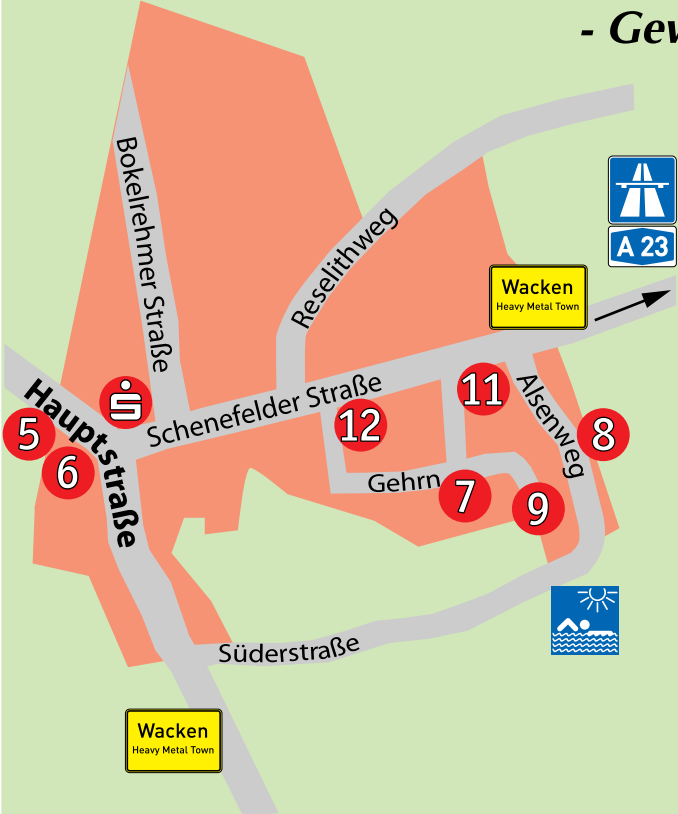 - Gew
Bokelrehmer Straße
Reselithweg
A 23
Wacken
Heavy Metal Town
Hauptstraße
Schenefelder Straße
Alsenweg
5
6
12
11
8
Gehrn
7
9
Süderstraße
Wacken
Heavy Metal Town